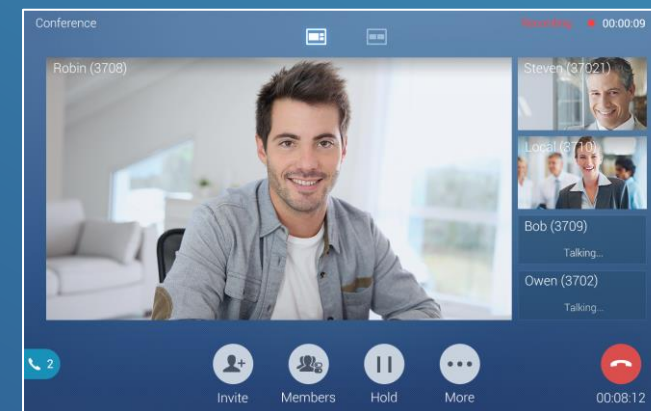 Conference
Recording 00:00:09
Robin (3708)
Steven (37021)
Local (3710)
Bob (3709)
Talking...
Owen (3702)
Talking...
2
Invite
Members
Hold
More
00:08:12